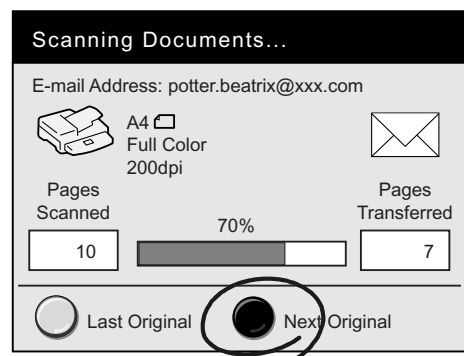 Scanning Documents...
E-mail Address: potter.beatrix@xxx.com
A4
Full Color
200dpi
Pages
Scanned
Pages
Transferred
70%
10
7
Last Original
Next Original